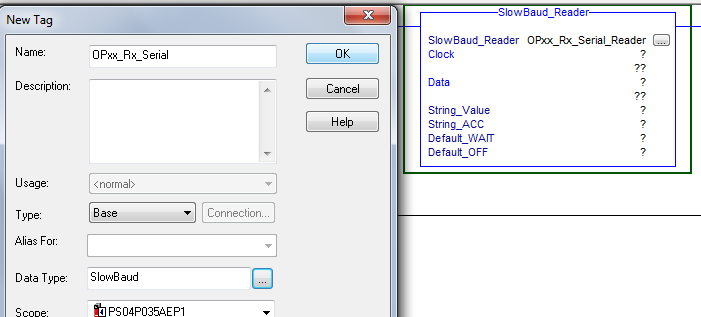 New Tag
Name: OPxx_Rx_Serial OK
Description: Cancel
Help
Usage: <normal>
Type: Base Connection...
Alias For:
Data Type: SlowBaud ...
Scope: PS04P035AEP1
SlowBaud_Reader
SlowBaud_Reader OPxx_Rx_Serial_Reader ...
Clock ?
??
Data ?
??
String_Value ?
String_ACC ?
Default_WAIT ?
Default_OFF ?